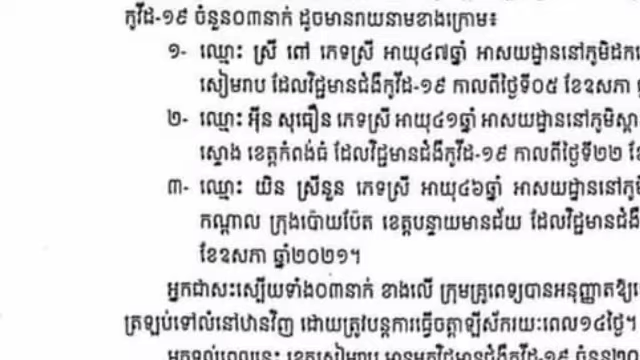 កូវីដ-១៩ ចំនួន០៣នាក់ ដូចមានរាយនាមខាងក្រោម៖
១- ឈ្មោះ ស្រី ពៅ ភេទស្រី អាយុ៤៧ឆ្នាំ អាសយដ្ឋាននៅភូមិដក
សៀមរាប ដែលវិជ្ជមានជំងឺកូវីដ-១៩ កាលពីថ្ងៃទី០៥ ខែឧសភា
២- ឈ្មោះ អ៊ីន សុធឿន ភេទស្រី អាយុ៤១ឆ្នាំ អាសយដ្ឋាននៅភូមិស្ពា
ស្ទោង ខេត្តកំពង់ធំ ដែលវិជ្ជមានជំងឺកូវីដ-១៩ កាលពីថ្ងៃទី២២
៣- ឈ្មោះ យិន ស្រីនួន ភេទស្រី អាយុ៤៦ឆ្នាំ អាសយដ្ឋាននៅភូមិ
កណ្តាល ក្រុងប៉ោយប៉ែត ខេត្តបន្ទាយមានជ័យ ដែលវិជ្ជមានជំងឺ
ខែឧសភា ឆ្នាំ២០២១។
អ្នកជាសះស្បើយទាំង០៣នាក់ ខាងលើ ក្រុមគ្រូពេទ្យបានអនុញ្ញាតឱ្យ
ត្រឡប់ទៅលំនៅឋានវិញ ដោយត្រូវបន្តការធ្វើចត្តាឡីស័ករយៈពេល១៤ថ្ងៃ។